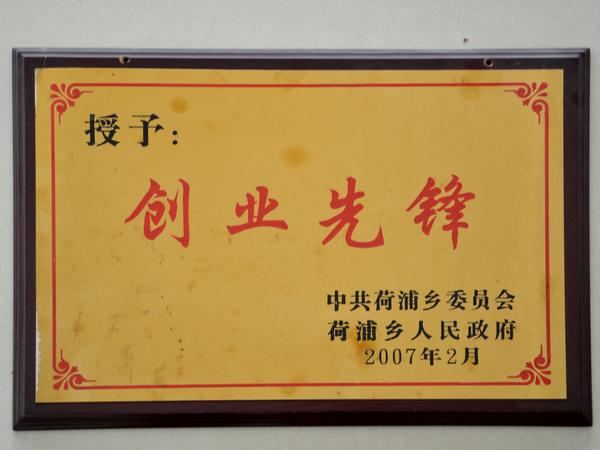 授予：
创业先锋
中共荷浦乡委员会
荷浦乡人民政府
2007年2月